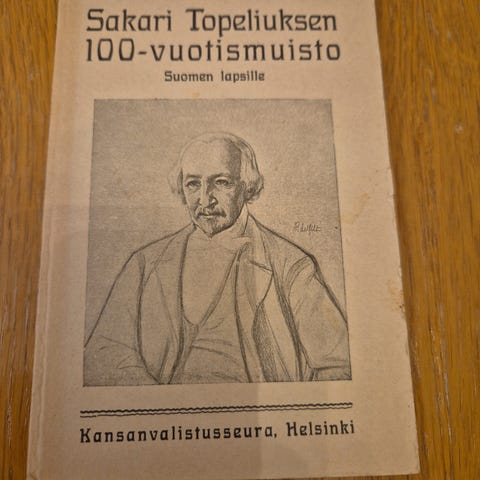 Sakari Topeliuksen
100-vuotismuisto
Suomen lapsille
Kansanvalistusseura, Helsinki